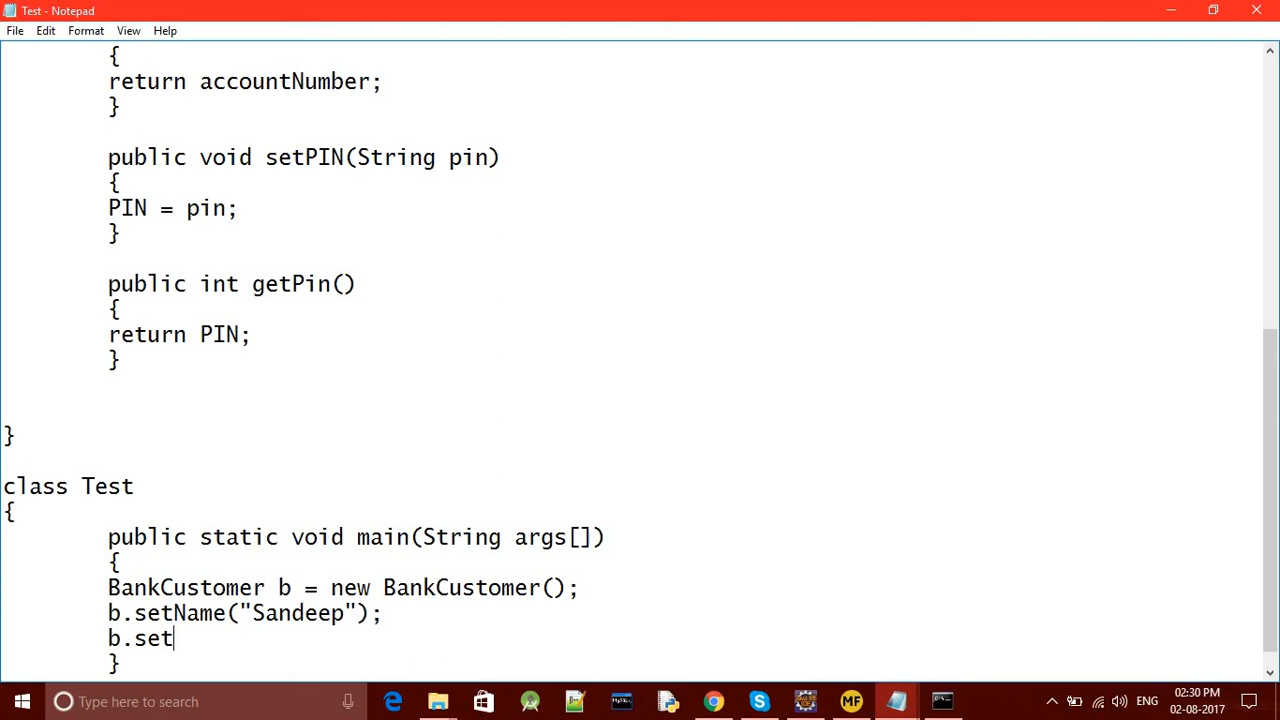 Test - Notepad
File Edit Format View Help
{
return accountNumber;
}
public void setPIN(String pin)
{
PIN = pin;
}
public int getPin()
{
return PIN;
}
}
class Test
{
public static void main(String args[])
{
BankCustomer b = new BankCustomer();
b.setName("Sandeep");
b.set
}
Type here to search
ENG
02:30 PM
02-08-2017